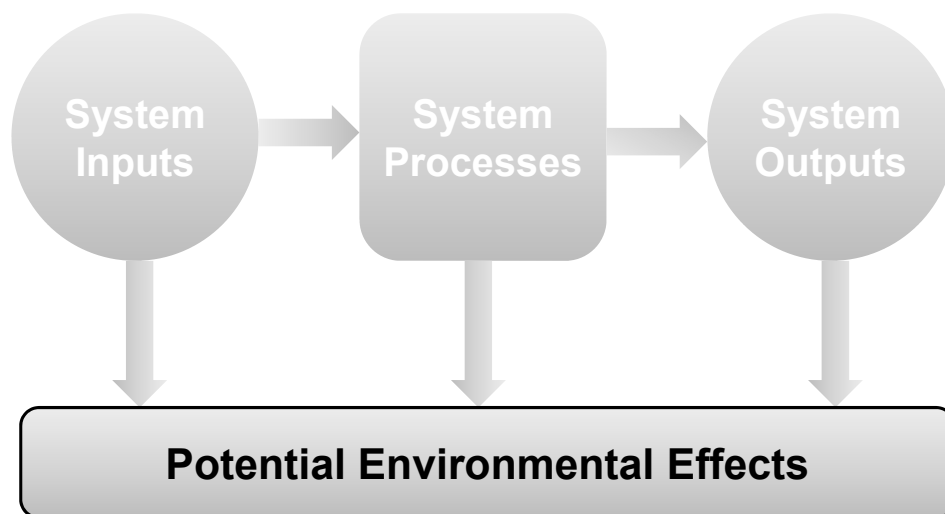 System
Inputs
System
Processes
System
Outputs
Potential Environmental Effects